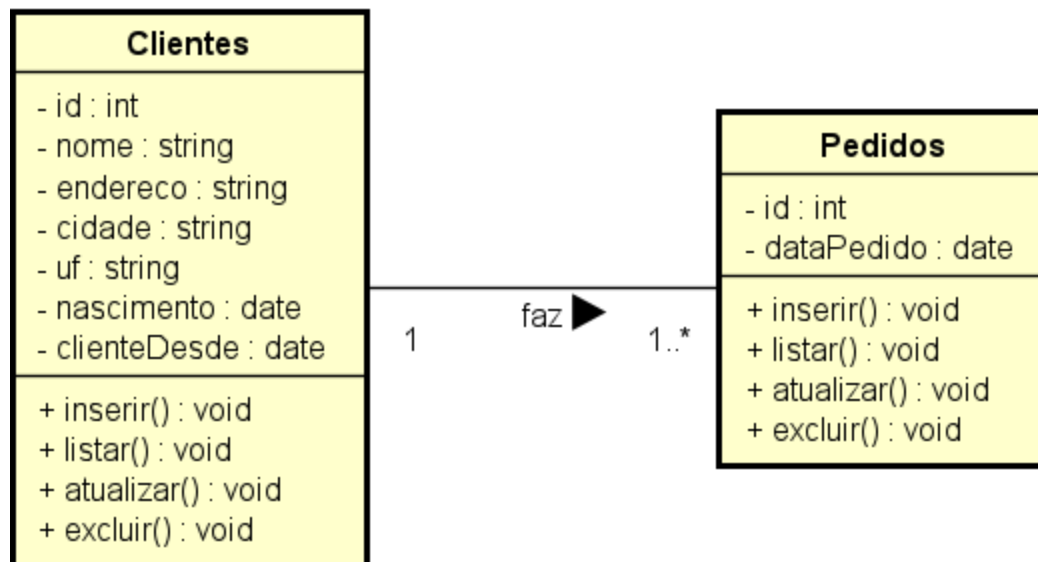 Clientes
- id : int
- nome : string
- endereco : string
- cidade : string
- uf : string
- nascimento : date
- clienteDesde : date
+ inserir() : void
+ listar() : void
+ atualizar() : void
+ excluir() : void
1
faz
1..*
Pedidos
- id : int
- dataPedido : date
+ inserir() : void
+ listar() : void
+ atualizar() : void
+ excluir() : void